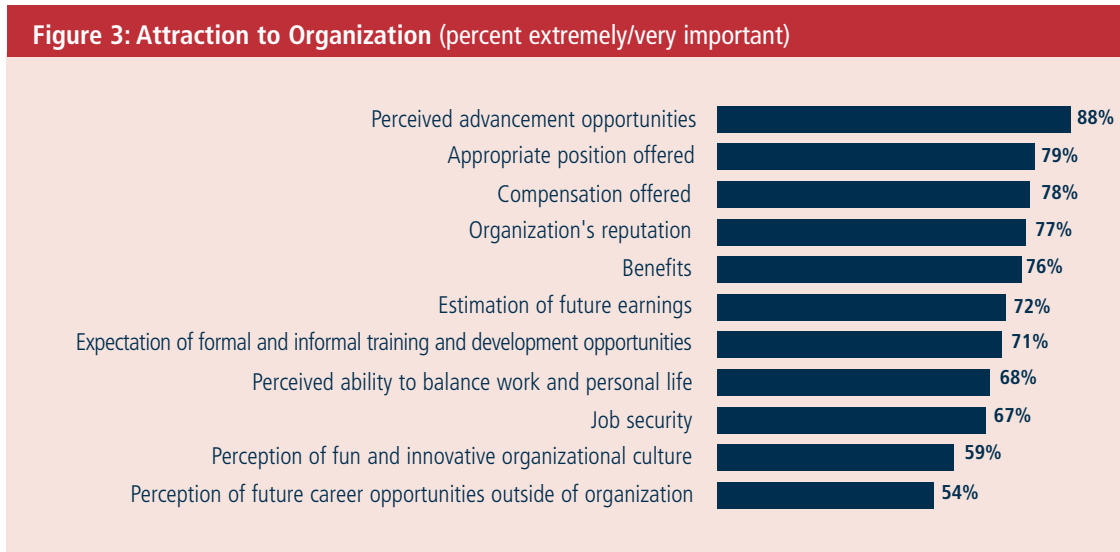 Figure 3: Attraction to Organization (percent extremely/very important)
Perceived advancement opportunities 88%
Appropriate position offered 79%
Compensation offered 78%
Organization's reputation 77%
Benefits 76%
Estimation of future earnings 72%
Expectation of formal and informal training and development opportunities 71%
Perceived ability to balance work and personal life 68%
Job security 67%
Perception of fun and innovative organizational culture 59%
Perception of future career opportunities outside of organization 54%